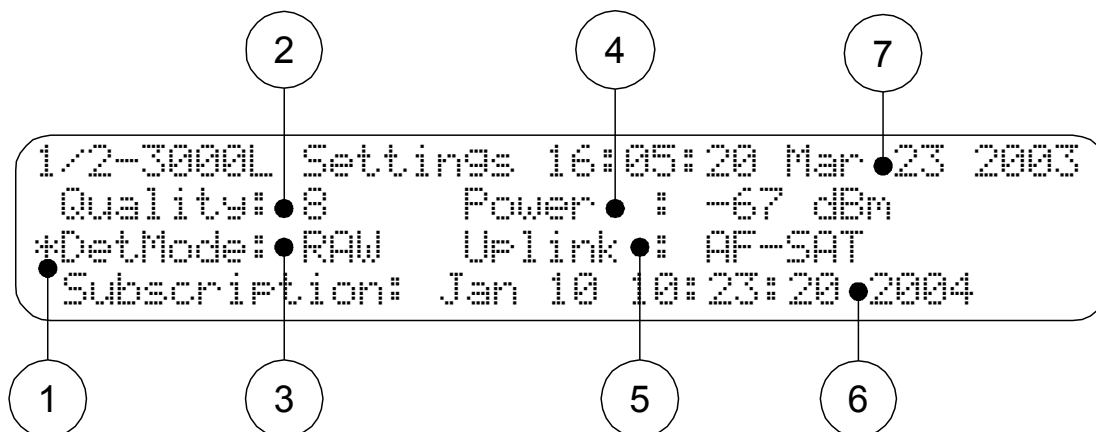 2 4 7
1/2-3000L Settings 16:05:20 Mar 23 2003
Quality: 8 Power : -67 dBm
*DetMode: RAW Uplink : AF-SAT
Subscription: Jan 10 10:23:20 2004
1 3 5 6